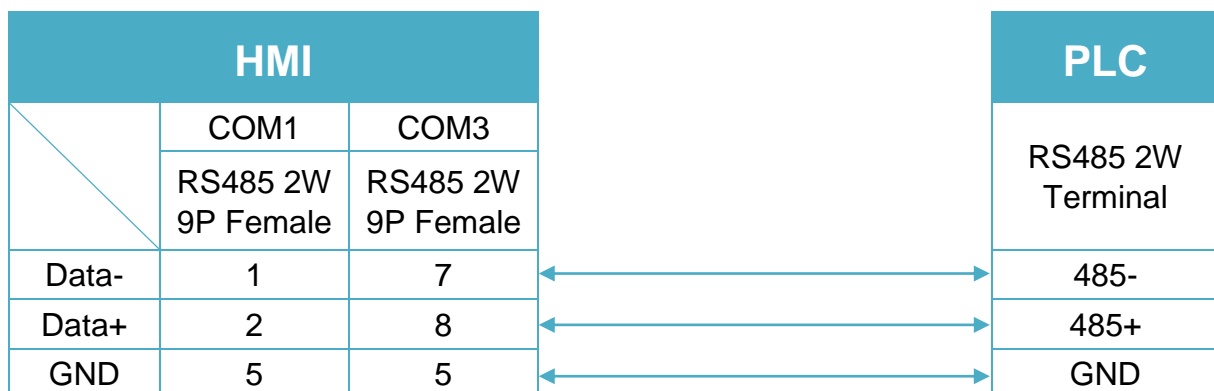 HMI
PLC
COM1
COM3
RS485 2W
9P Female
RS485 2W
9P Female
RS485 2W
Terminal
Data-
1
7
485-
Data+
2
8
485+
GND
5
5
GND